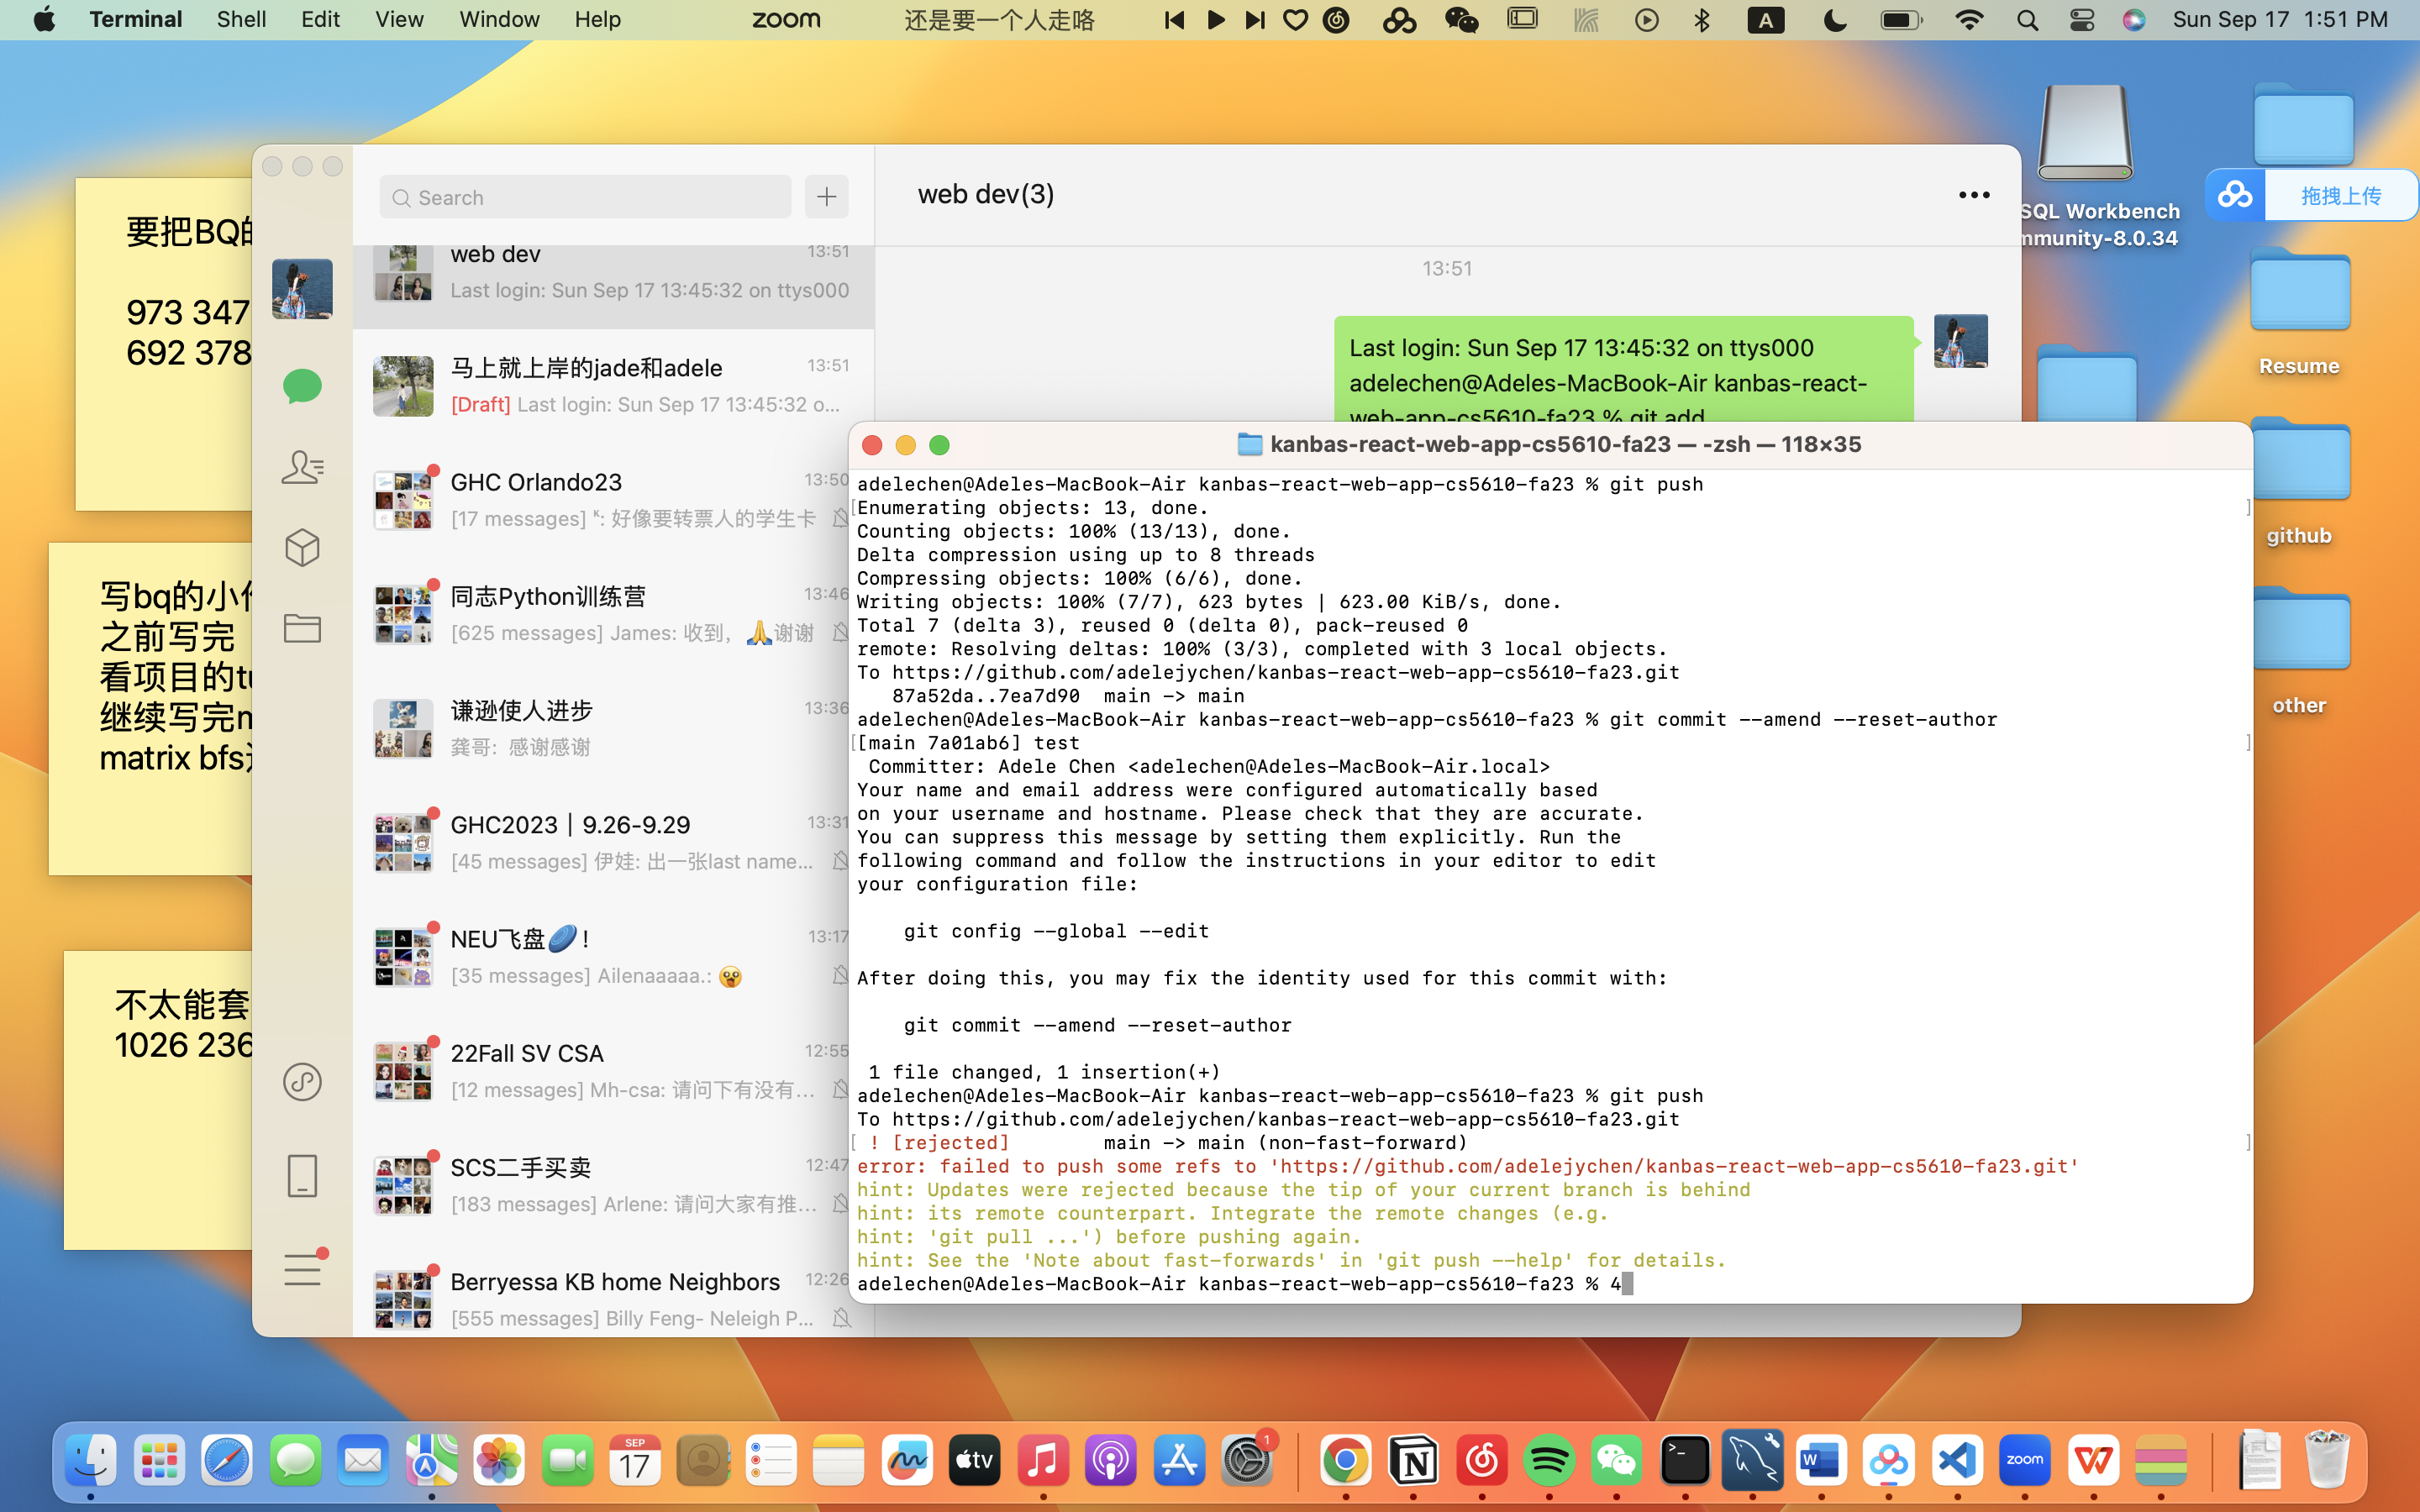 Terminal Shell Edit View Window Help
zoom
还是要一个人走咯
A
Sun Sep 17 1:51 PM
要把BQ
973 347
692 378
写bq的小
之前写完
看项目的
继续写完
matrix bfs
不太能套
1026 236
Search
web dev 13:51
Last login: Sun Sep 17 13:45:32 on ttys000
马上就上岸的jade和adele 13:51
[Draft] Last login: Sun Sep 17 13:45:32 o...
GHC Orlando23 13:50
[17 messages] ᴷ: 好像要转票人的学生卡
同志Python训练营 13:46
[625 messages] James: 收到，🙏谢谢
谦逊使人进步 13:36
龚哥: 感谢感谢
GHC2023 | 9.26-9.29 13:31
[45 messages] 伊娃: 出一张last name...
NEU飞盘🥏！ 13:17
[35 messages] Ailenaaaaa.: 😲
22Fall SV CSA 12:55
[12 messages] Mh-csa: 请问下有没有...
SCS二手买卖 12:47
[183 messages] Arlene: 请问大家有推...
Berryessa KB home Neighbors 12:26
[555 messages] Billy Feng- Neleigh P...
web dev(3)
13:51
Last login: Sun Sep 17 13:45:32 on ttys000
adelechen@Adeles-MacBook-Air kanbas-react-
web-app-cs5610-fa23 % git add
kanbas-react-web-app-cs5610-fa23 — -zsh — 118×35
adelechen@Adeles-MacBook-Air kanbas-react-web-app-cs5610-fa23 % git push
[Enumerating objects: 13, done. ]
Counting objects: 100% (13/13), done.
Delta compression using up to 8 threads
Compressing objects: 100% (6/6), done.
Writing objects: 100% (7/7), 623 bytes | 623.00 KiB/s, done.
Total 7 (delta 3), reused 0 (delta 0), pack-reused 0
remote: Resolving deltas: 100% (3/3), completed with 3 local objects.
To https://github.com/adelejychen/kanbas-react-web-app-cs5610-fa23.git
87a52da..7ea7d90 main -> main
adelechen@Adeles-MacBook-Air kanbas-react-web-app-cs5610-fa23 % git commit --amend --reset-author
[[main 7a01ab6] test ]
Committer: Adele Chen <adelechen@Adeles-MacBook-Air.local>
Your name and email address were configured automatically based
on your username and hostname. Please check that they are accurate.
You can suppress this message by setting them explicitly. Run the
following command and follow the instructions in your editor to edit
your configuration file:
git config --global --edit
After doing this, you may fix the identity used for this commit with:
git commit --amend --reset-author
1 file changed, 1 insertion(+)
adelechen@Adeles-MacBook-Air kanbas-react-web-app-cs5610-fa23 % git push
To https://github.com/adelejychen/kanbas-react-web-app-cs5610-fa23.git
[ ! [rejected] main -> main (non-fast-forward) ]
error: failed to push some refs to 'https://github.com/adelejychen/kanbas-react-web-app-cs5610-fa23.git'
hint: Updates were rejected because the tip of your current branch is behind
hint: its remote counterpart. Integrate the remote changes (e.g.
hint: 'git pull ...') before pushing again.
hint: See the 'Note about fast-forwards' in 'git push --help' for details.
adelechen@Adeles-MacBook-Air kanbas-react-web-app-cs5610-fa23 % 4
SQL Workbench
mmunity-8.0.34
拖拽上传
Resume
github
other
SEP
17
tv
1
N
W
zoom